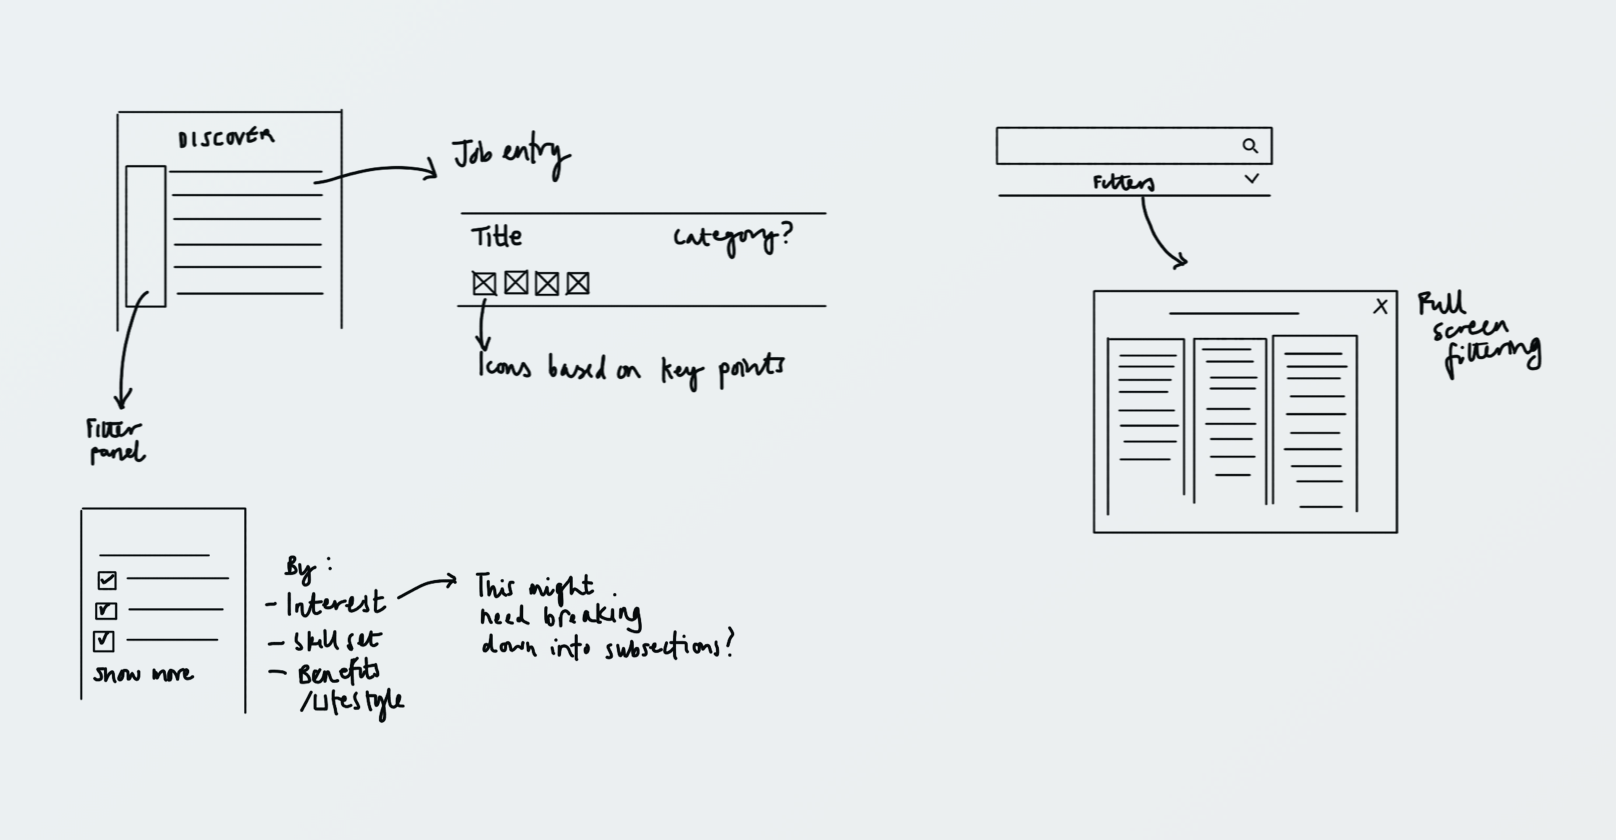 DISCOVER
Job entry
Title
Category?
Icons based on key points
Filter
panel
Show more
By:
- Interest
- Skill set
- Benefits
/Lifestyle
This might
need breaking
down into subsections?
Filters
X
Full
screen
filtering